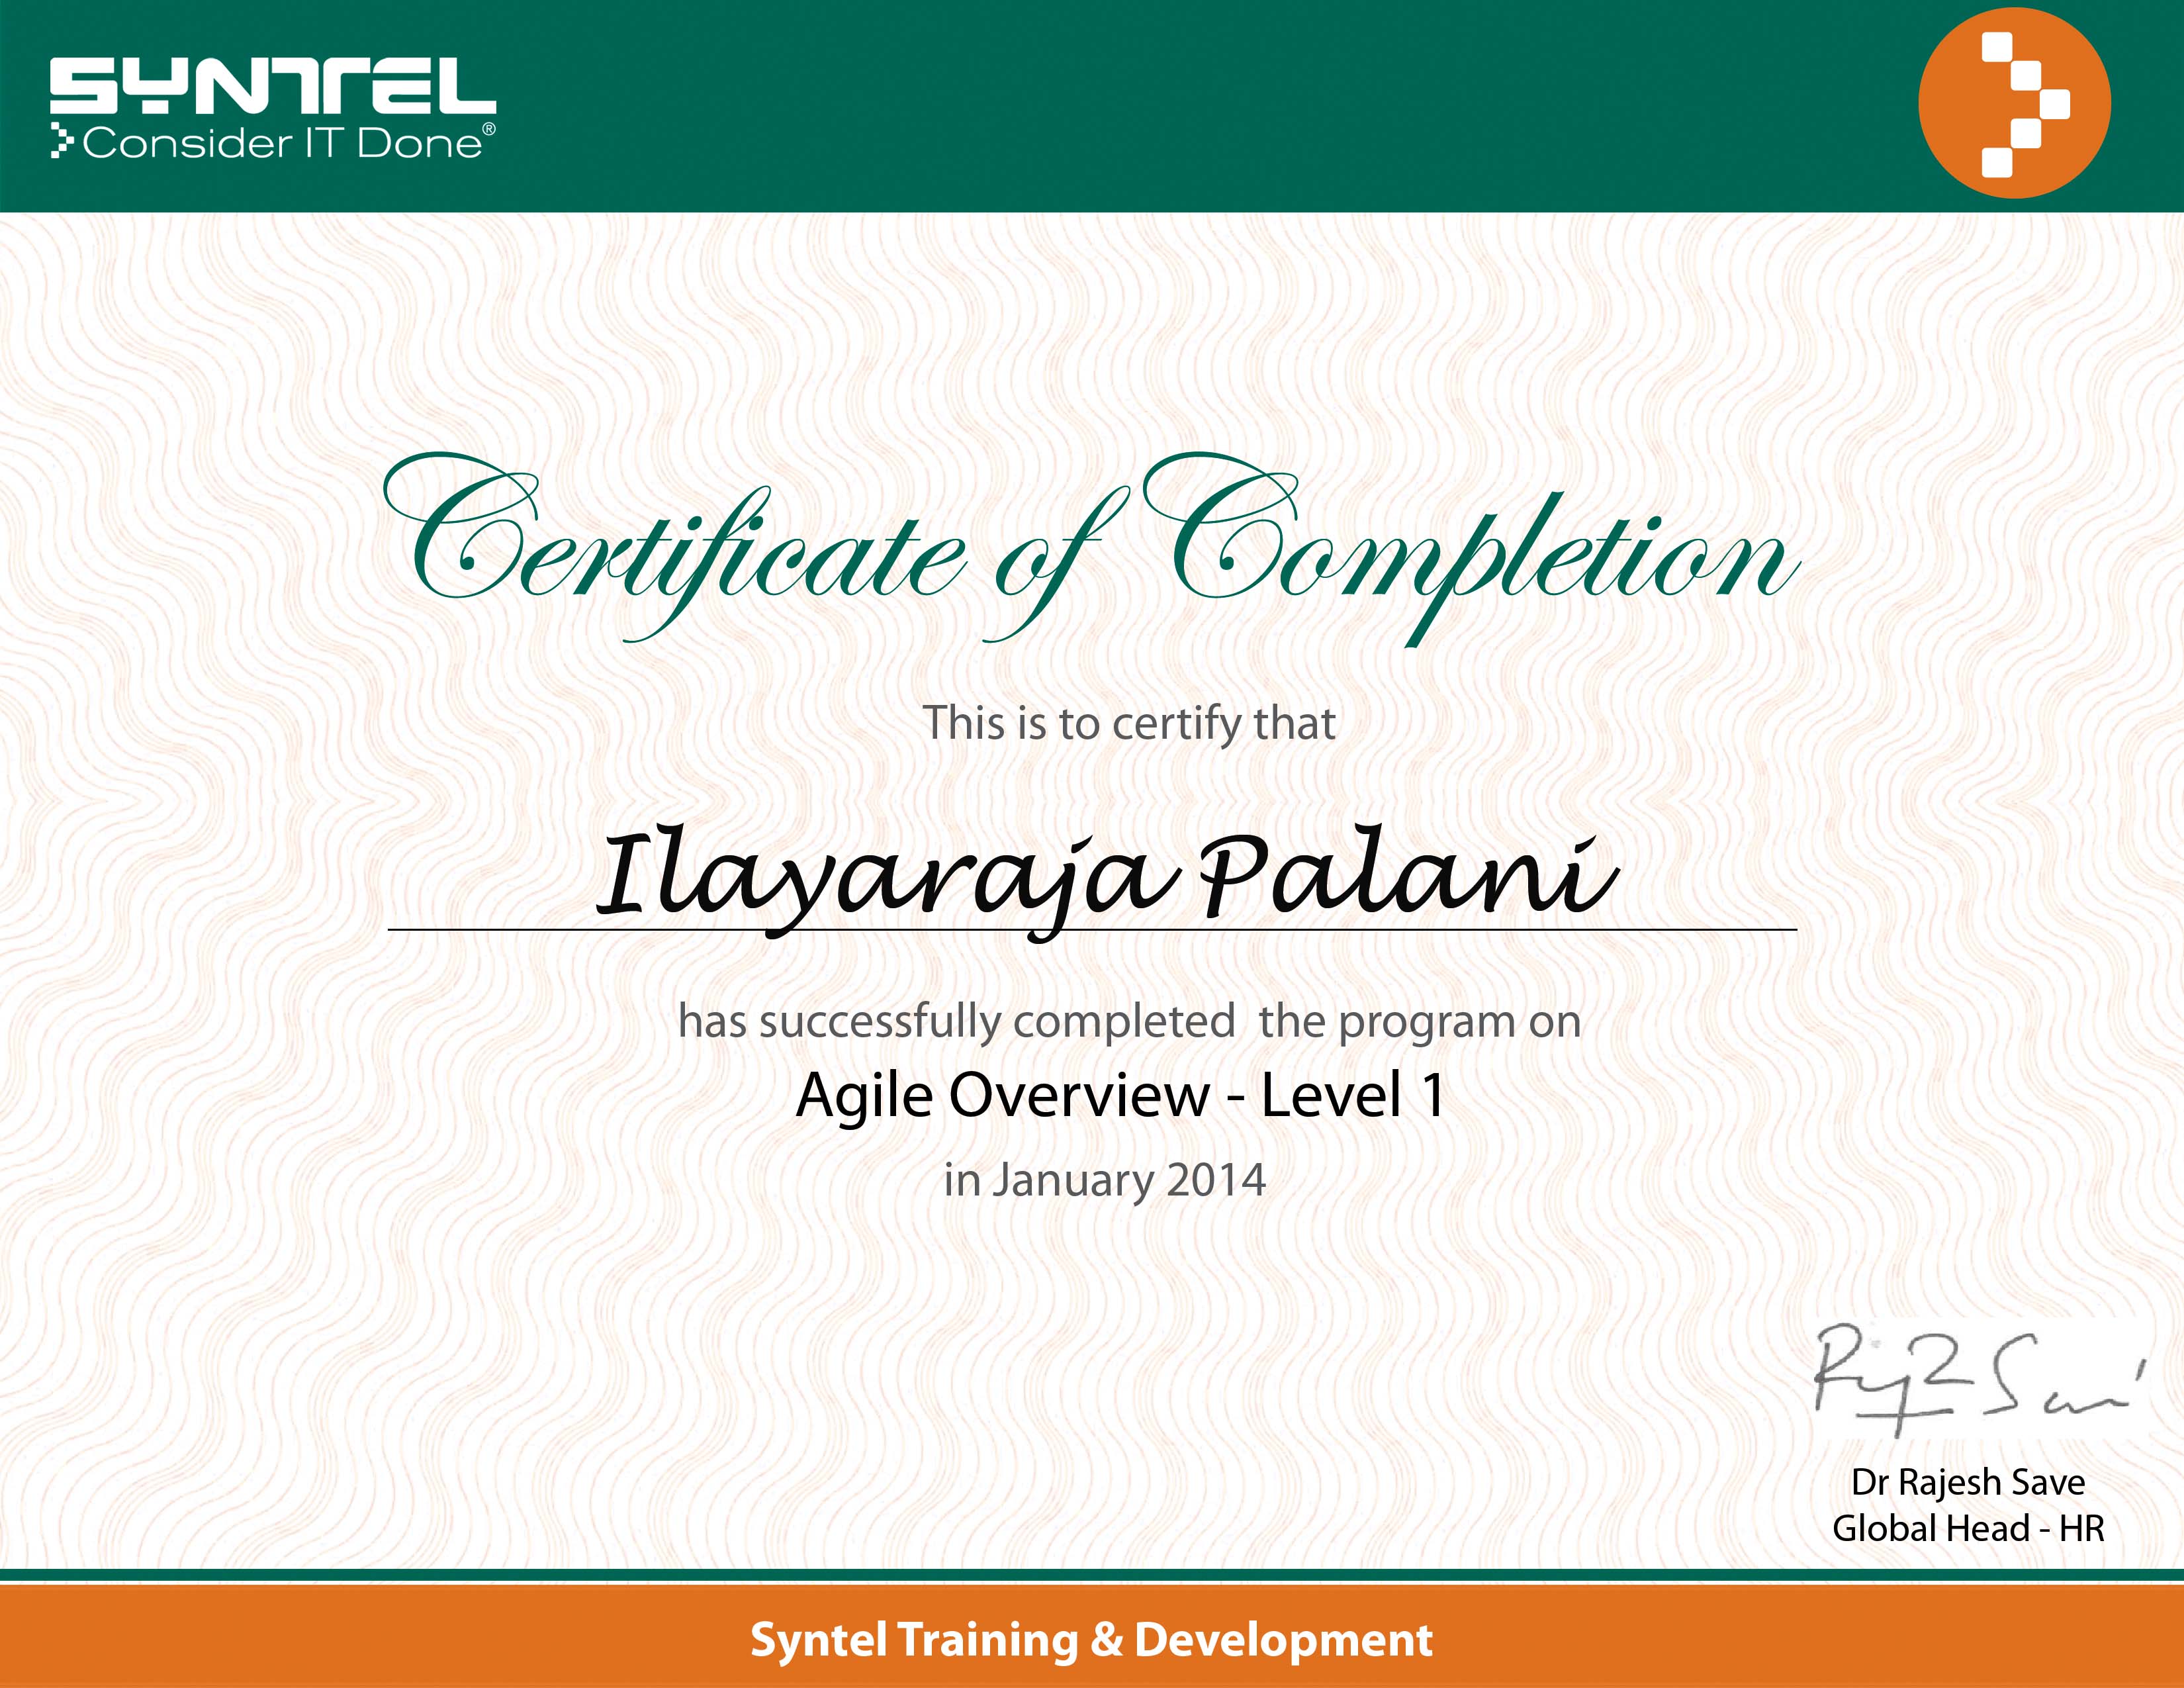 SYNTEL
Consider IT Done®
Certificate of Completion
This is to certify that
Ilayaraja Palani
has successfully completed  the program on
Agile Overview - Level 1
in January 2014
Dr Rajesh Save
Global Head - HR
Syntel Training & Development